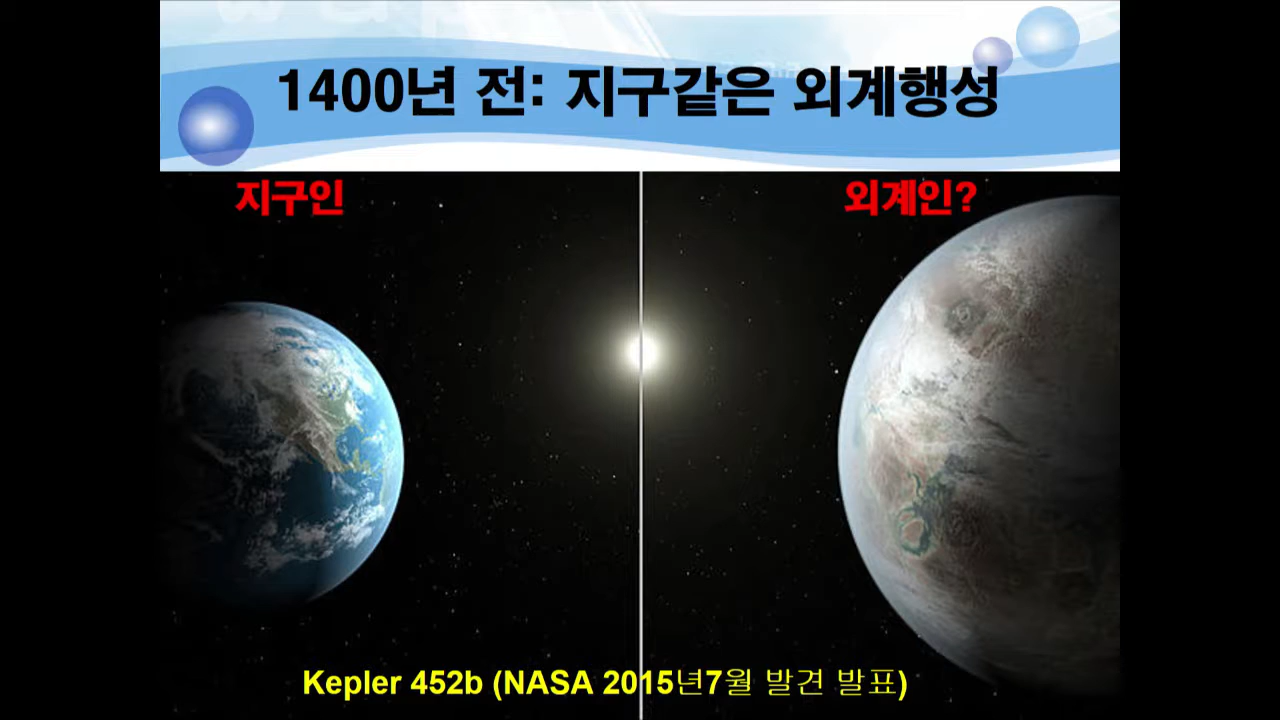 1400년 전: 지구같은 외계행성
지구인
외계인?
Kepler 452b (NASA 2015년7월 발견 발표)